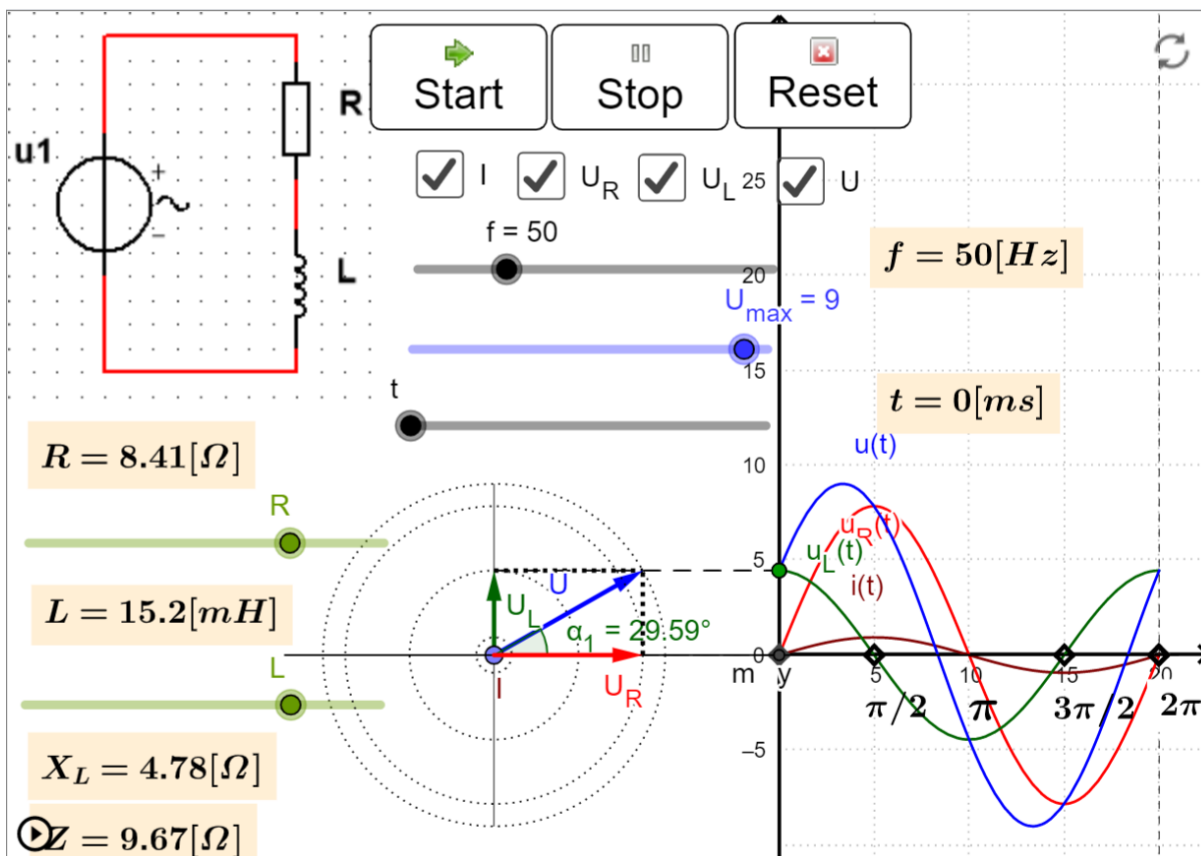 Start
Stop
Reset
R
u1
+
−
L
I
U_R
U_L
U
f = 50
U_max = 9
t
f = 50[Hz]
t = 0[ms]
R = 8.41[Ω]
R
L = 15.2[mH]
L
X_L = 4.78[Ω]
Z = 9.67[Ω]
U
U_L
α₁ = 29.59°
I
U_R
25
20
15
10
5
0
−5
u(t)
u_R(t)
u_L(t)
i(t)
m y
5
10
15
20
π/2
π
3π/2
2π